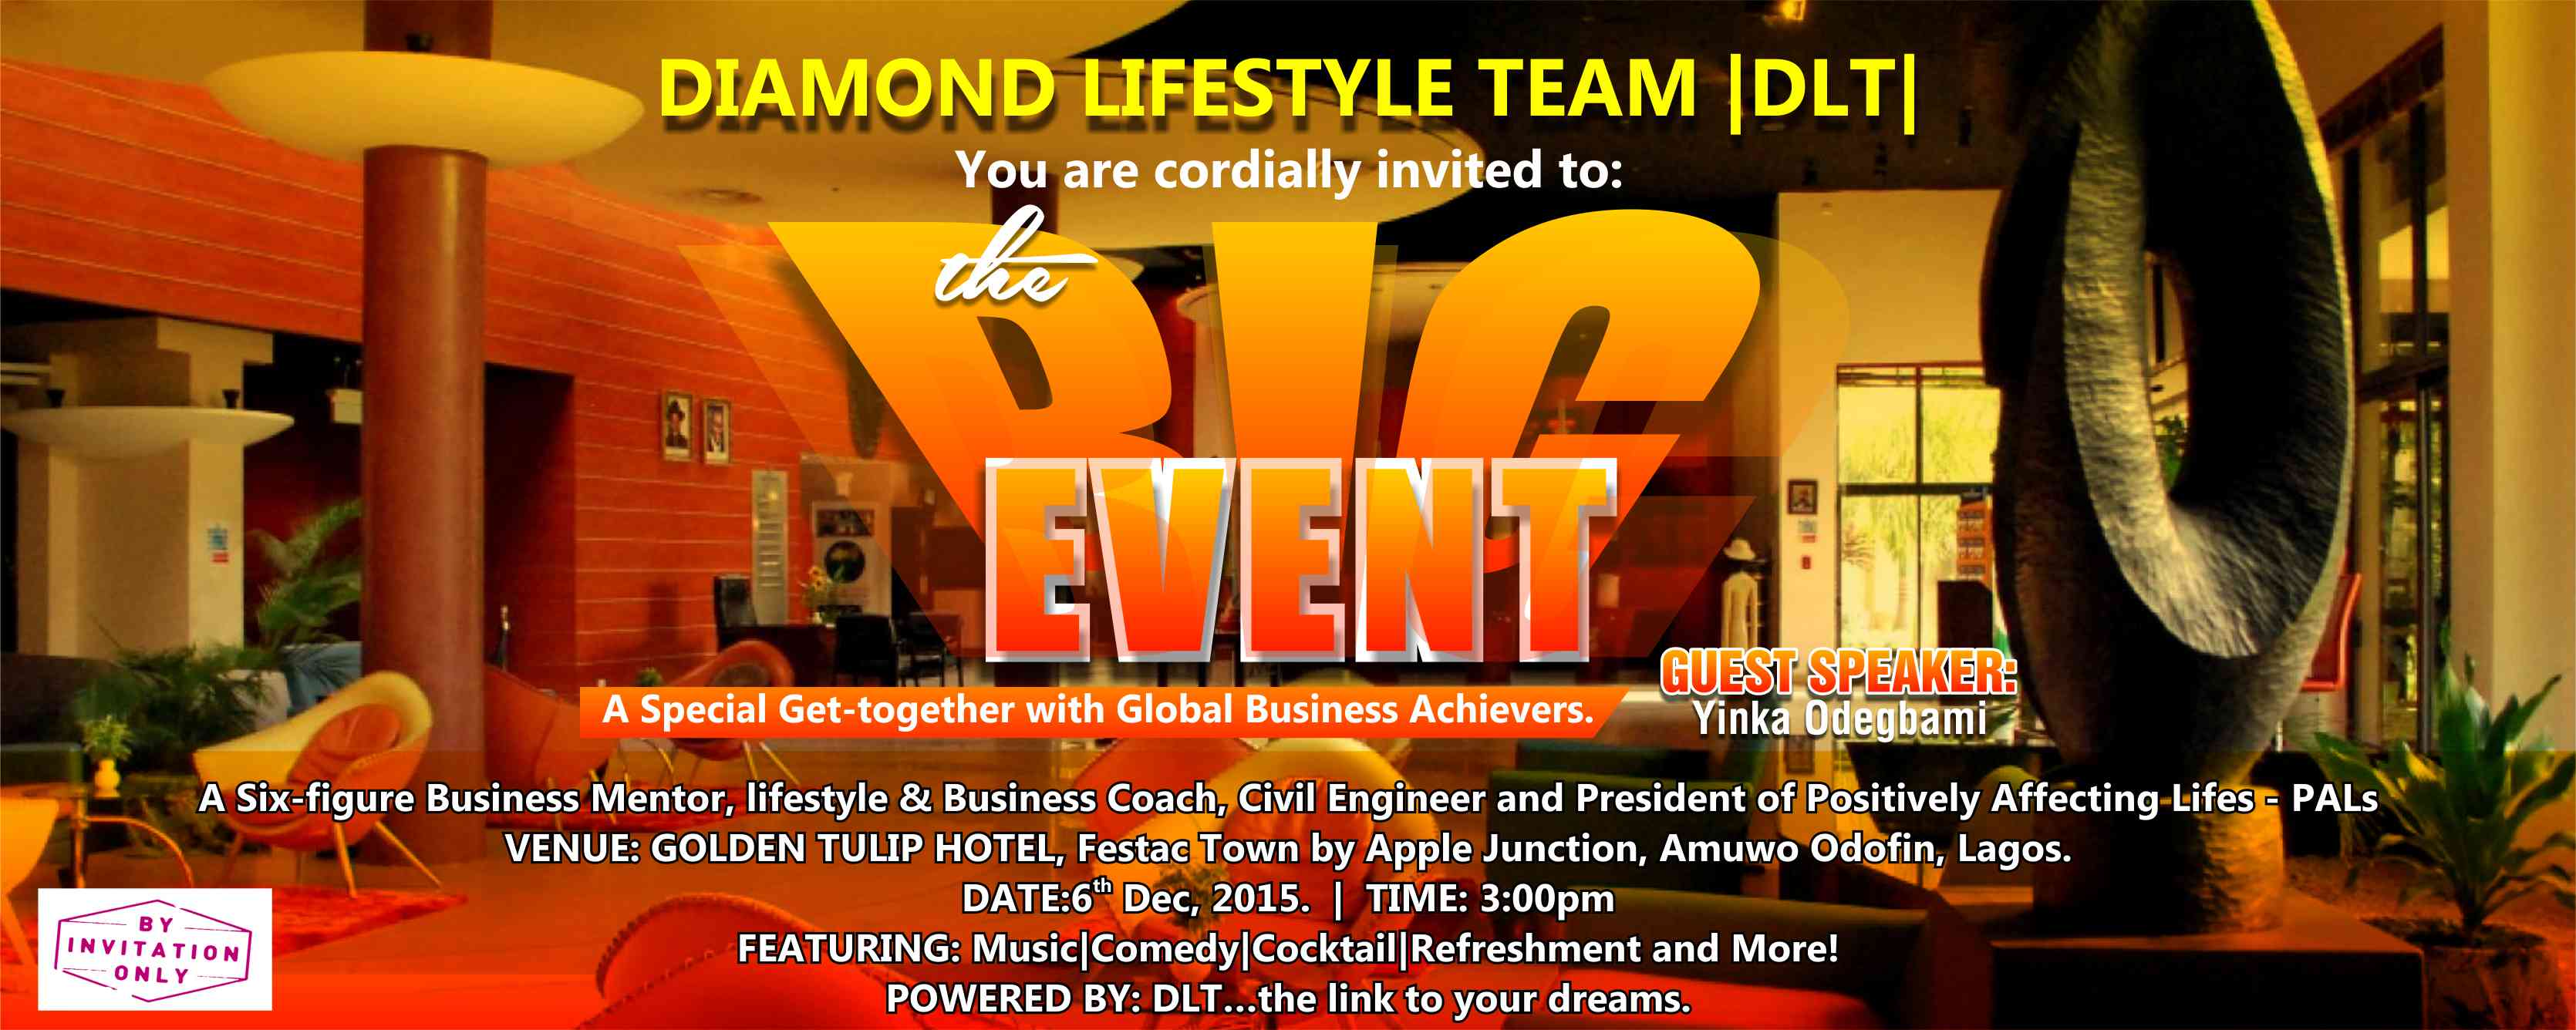 DIAMOND LIFESTYLE TEAM |DLT|
You are cordially invited to:
the
BIG
EVENT
A Special Get-together with Global Business Achievers.
GUEST SPEAKER:
Yinka Odegbami
A Six-figure Business Mentor, lifestyle & Business Coach, Civil Engineer and President of Positively Affecting Lifes - PALs
VENUE: GOLDEN TULIP HOTEL, Festac Town by Apple Junction, Amuwo Odofin, Lagos.
DATE:6th Dec, 2015. | TIME: 3:00pm
FEATURING: Music|Comedy|Cocktail|Refreshment and More!
POWERED BY: DLT...the link to your dreams.
BY
INVITATION
ONLY